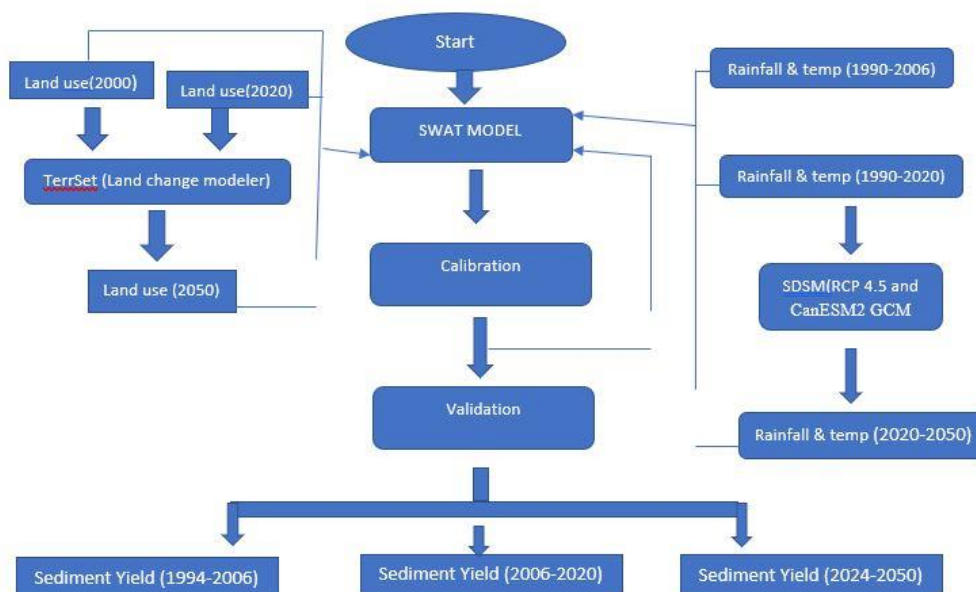 Start
Land use(2000)
Land use(2020)
Rainfall & temp (1990-2006)
SWAT MODEL
TerrSet (Land change modeler)
Rainfall & temp (1990-2020)
Calibration
Land use (2050)
SDSM(RCP 4.5 and
CanESM2 GCM
Validation
Rainfall & temp (2020-2050)
Sediment Yield (1994-2006)
Sediment Yield (2006-2020)
Sediment Yield (2024-2050)